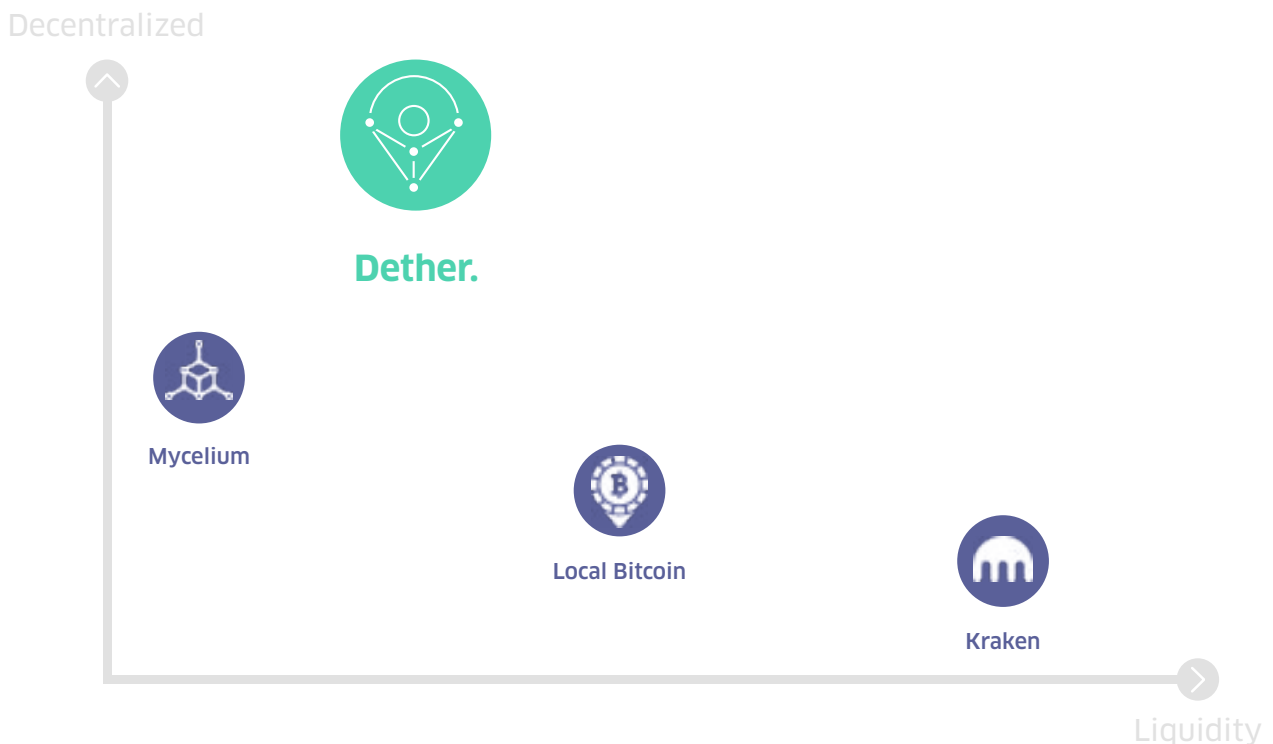 Decentralized
Dether.
Mycelium
Local Bitcoin
Kraken
Liquidity